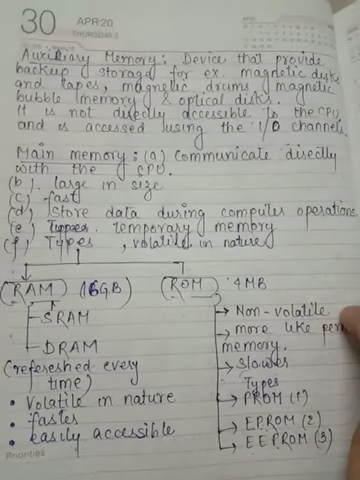 30 APR'20
THURSDAY
Auxiliary Memory: Device that provide
backup storage for ex. magnetic disks
and tapes, magnetic drums magnetic
bubble memory & optical disks.
It is not directly accessible to the CPU
and is accessed using the I/O channels.
Main memory: (a) Communicate directly
with the CPU.
(b) large in size
(c) fast
(d) Store data during computer operations
(e) temporary memory
(f) Types, volatile in nature
RAM (16GB) ROM 4MB
SRAM
DRAM
(refereshed every
time)
• Volatile in nature
• faster
• easily accessible
Non-volatile
more like
memory.
Slower
Types
PROM (1)
EPROM (2)
EEPROM (3)
Priorities